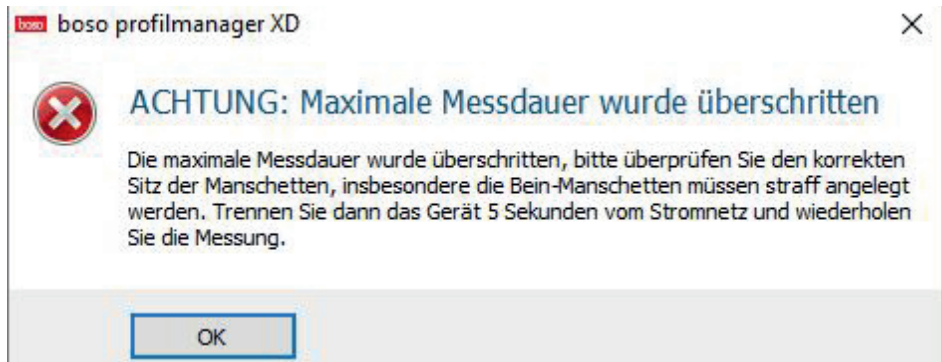 boso boso profilmanager XD
ACHTUNG: Maximale Messdauer wurde überschritten
Die maximale Messdauer wurde überschritten, bitte überprüfen Sie den korrekten
Sitz der Manschetten, insbesondere die Bein-Manschetten müssen straff angelegt
werden. Trennen Sie dann das Gerät 5 Sekunden vom Stromnetz und wiederholen
Sie die Messung.
OK